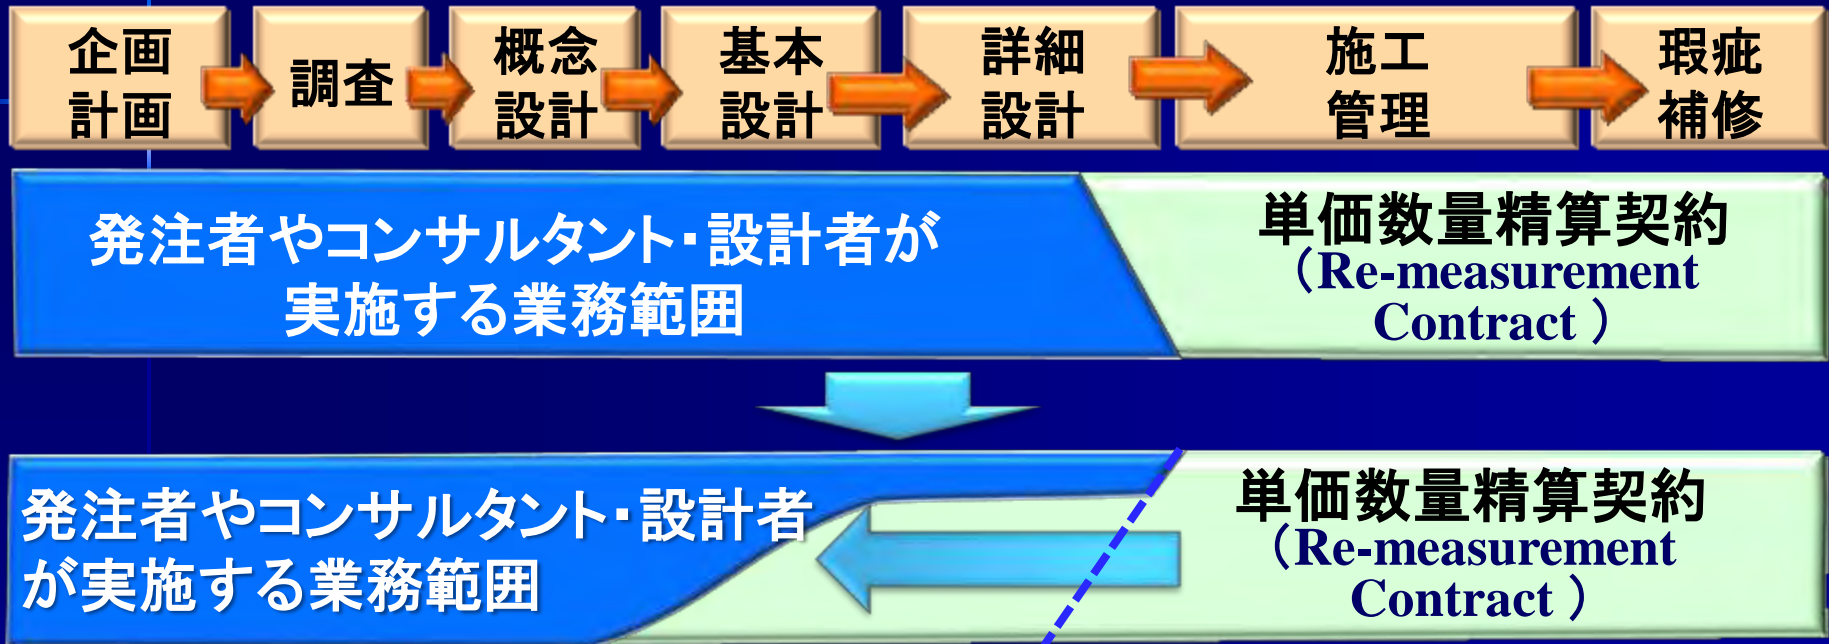 企画
計画
調査
概念
設計
基本
設計
詳細
設計
施工
管理
瑕疵
補修
発注者やコンサルタント・設計者が
実施する業務範囲
単価数量精算契約
（Re-measurement
Contract ）
発注者やコンサルタント・設計者
が実施する業務範囲
単価数量精算契約
（Re-measurement
Contract ）